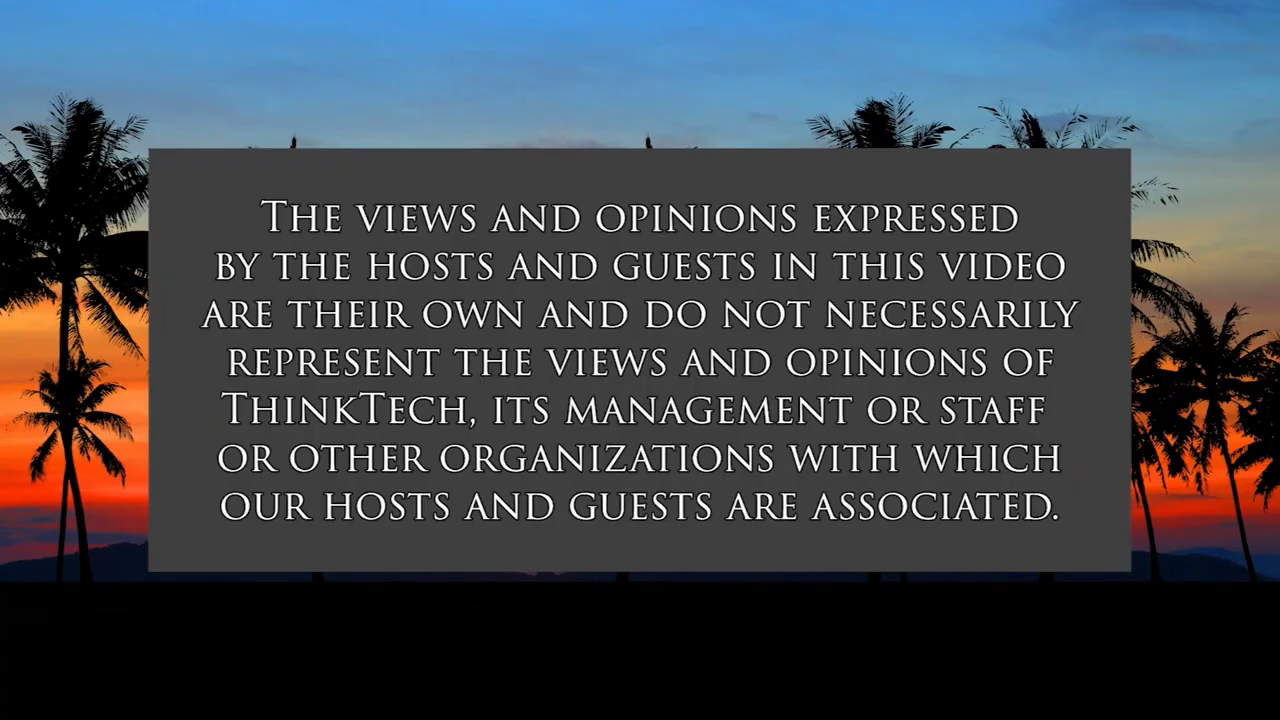 The views and opinions expressed
by the hosts and guests in this video
are their own and do not necessarily
represent the views and opinions of
ThinkTech, its management or staff
or other organizations with which
our hosts and guests are associated.